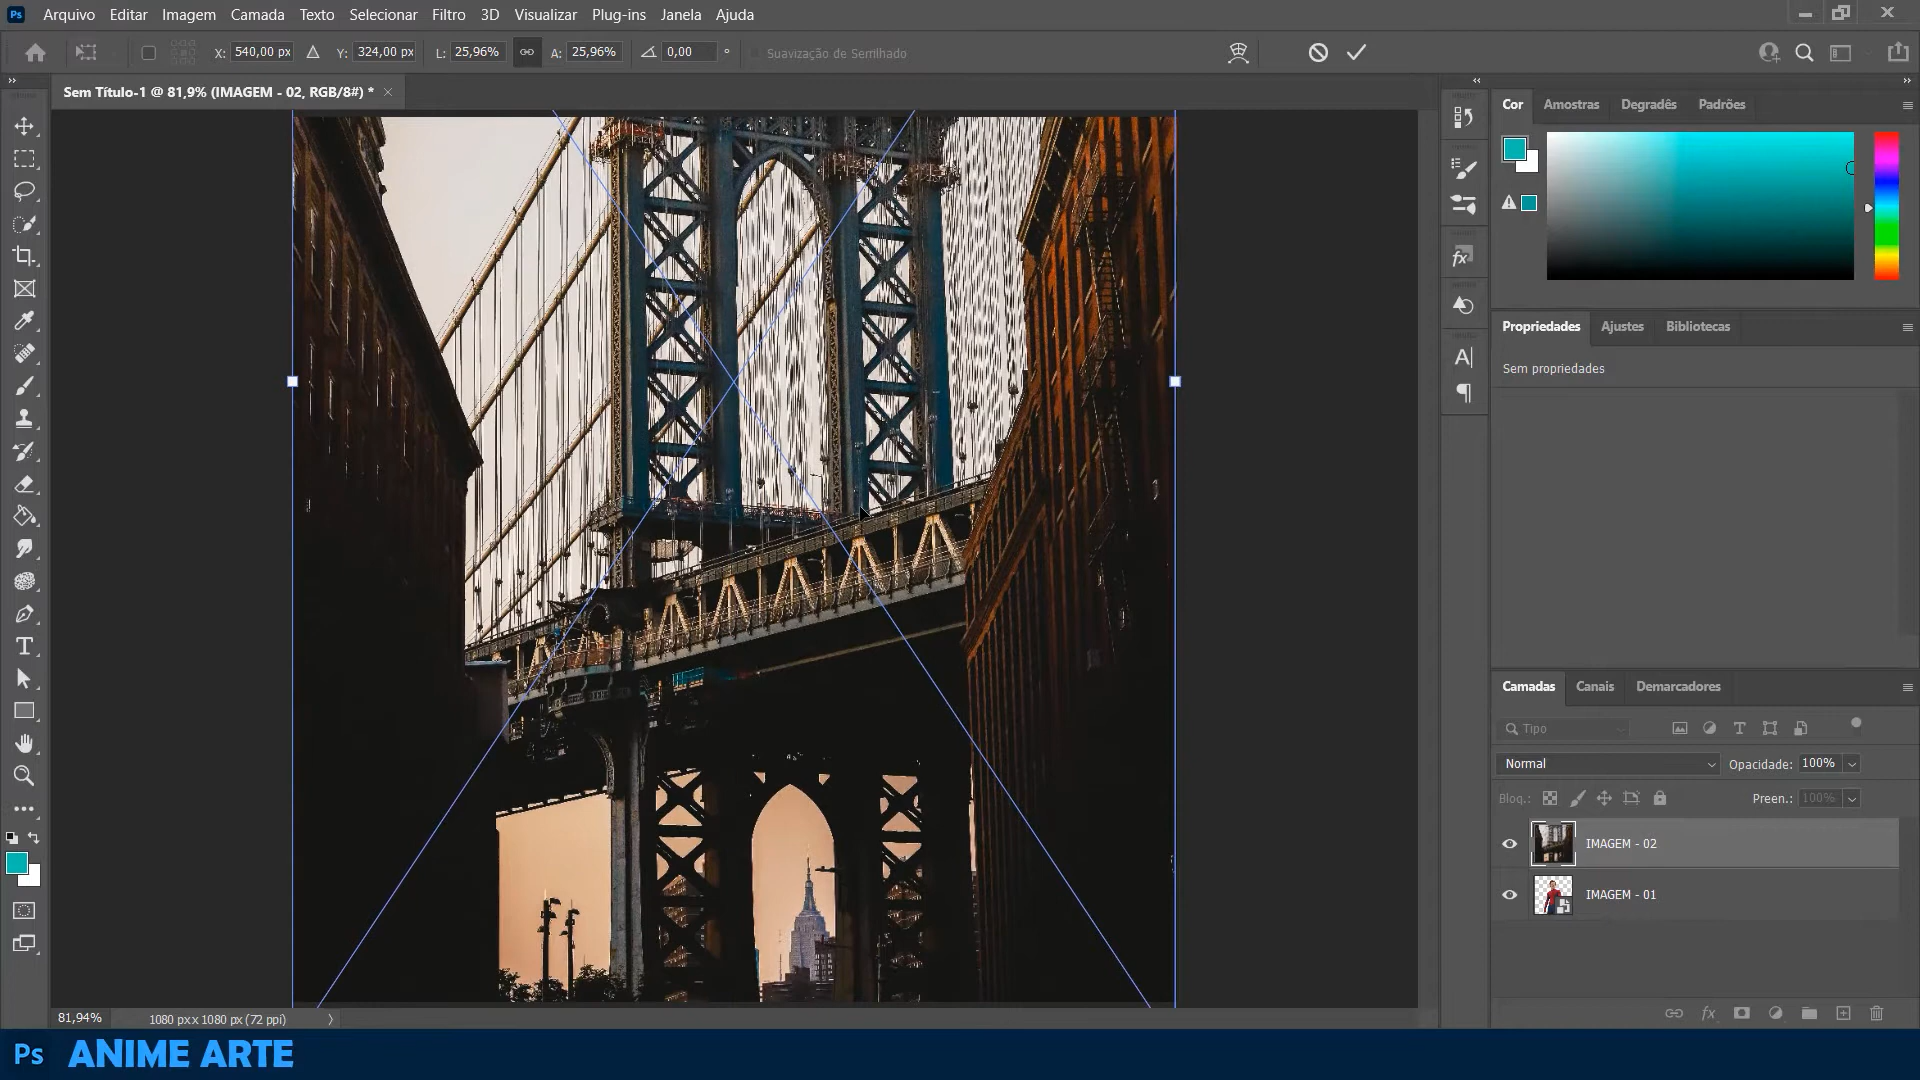 Ps Arquivo Editar Imagem Camada Texto Selecionar Filtro 3D Visualizar Plug-ins Janela Ajuda
X: 540,00 px Y: 324,00 px L: 25,96% A: 25,96% 0,00 ° Suavização de Serrilhado
Sem Título-1 @ 81,9% (IMAGEM - 02, RGB/8#) *
Cor Amostras Degradês Padrões
Propriedades Ajustes Bibliotecas
Sem propriedades
Camadas Canais Demarcadores
Tipo
Normal Opacidade: 100%
Bloq.: Preen.: 100%
IMAGEM - 02
IMAGEM - 01
81,94% 1080 px x 1080 px (72 ppi)
Ps ANIME ARTE